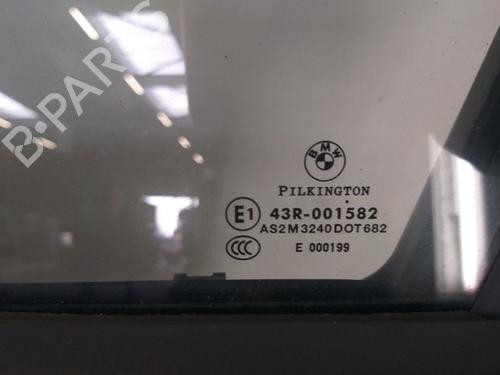 B-PARTS
BMW
PILKINGTON
E1 43R-001582
AS2M3240DOT682
CCC E 000199